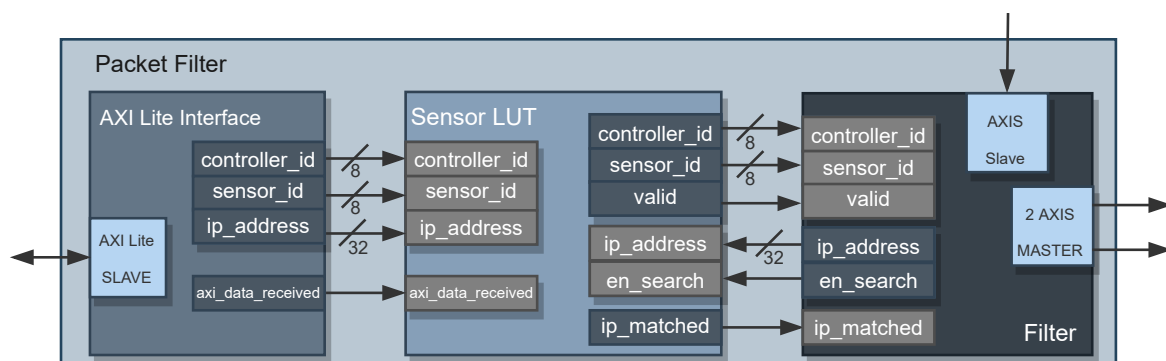 Packet Filter
AXI Lite Interface
controller_id
8
sensor_id
8
ip_address
32
AXI Lite
SLAVE
axi_data_received
Sensor LUT
controller_id
sensor_id
ip_address
axi_data_received
controller_id
8
sensor_id
8
valid
ip_address
32
en_search
ip_matched
controller_id
sensor_id
valid
ip_address
en_search
ip_matched
AXIS
Slave
2 AXIS
MASTER
Filter